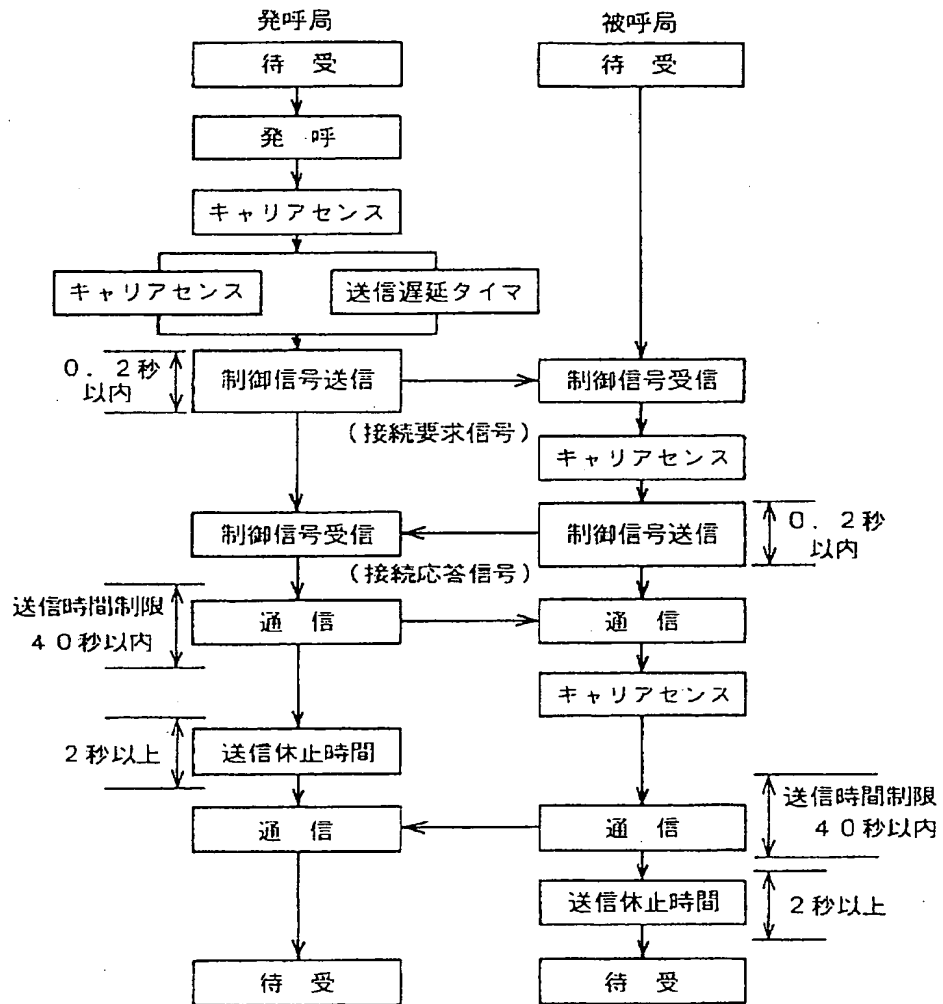 発呼局
被呼局
待 受
待 受
発 呼
キャリアセンス
キャリアセンス
送信遅延タイマ
0.2秒
以内
制御信号送信
制御信号受信
(接続要求信号)
キャリアセンス
制御信号受信
制御信号送信
0.2秒
以内
(接続応答信号)
送信時間制限
40秒以内
通 信
通 信
キャリアセンス
2秒以上
送信休止時間
送信時間制限
40秒以内
通 信
通 信
送信休止時間
2秒以上
待 受
待 受